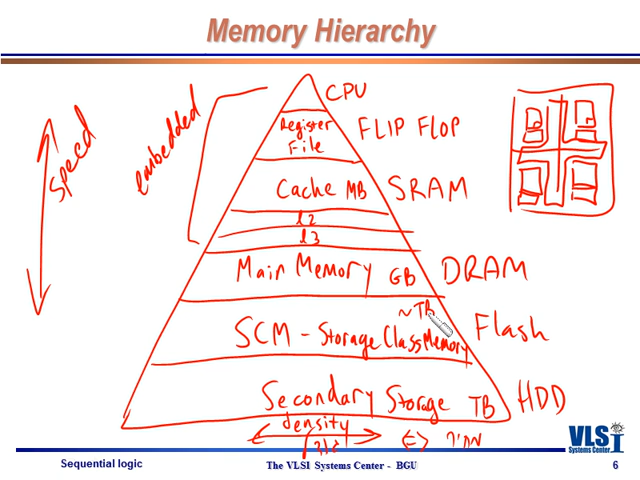 Memory Hierarchy
CPU
Register
File
FLIP FLOP
Cache MB
SRAM
l2
l3
Main Memory GB
DRAM
~TB
SCM - Storage Class Memory
Flash
Secondary Storage TB
HDD
density
Speed
embedded
VLSI
Systems Center
Sequential logic
The VLSI Systems Center - BGU
6